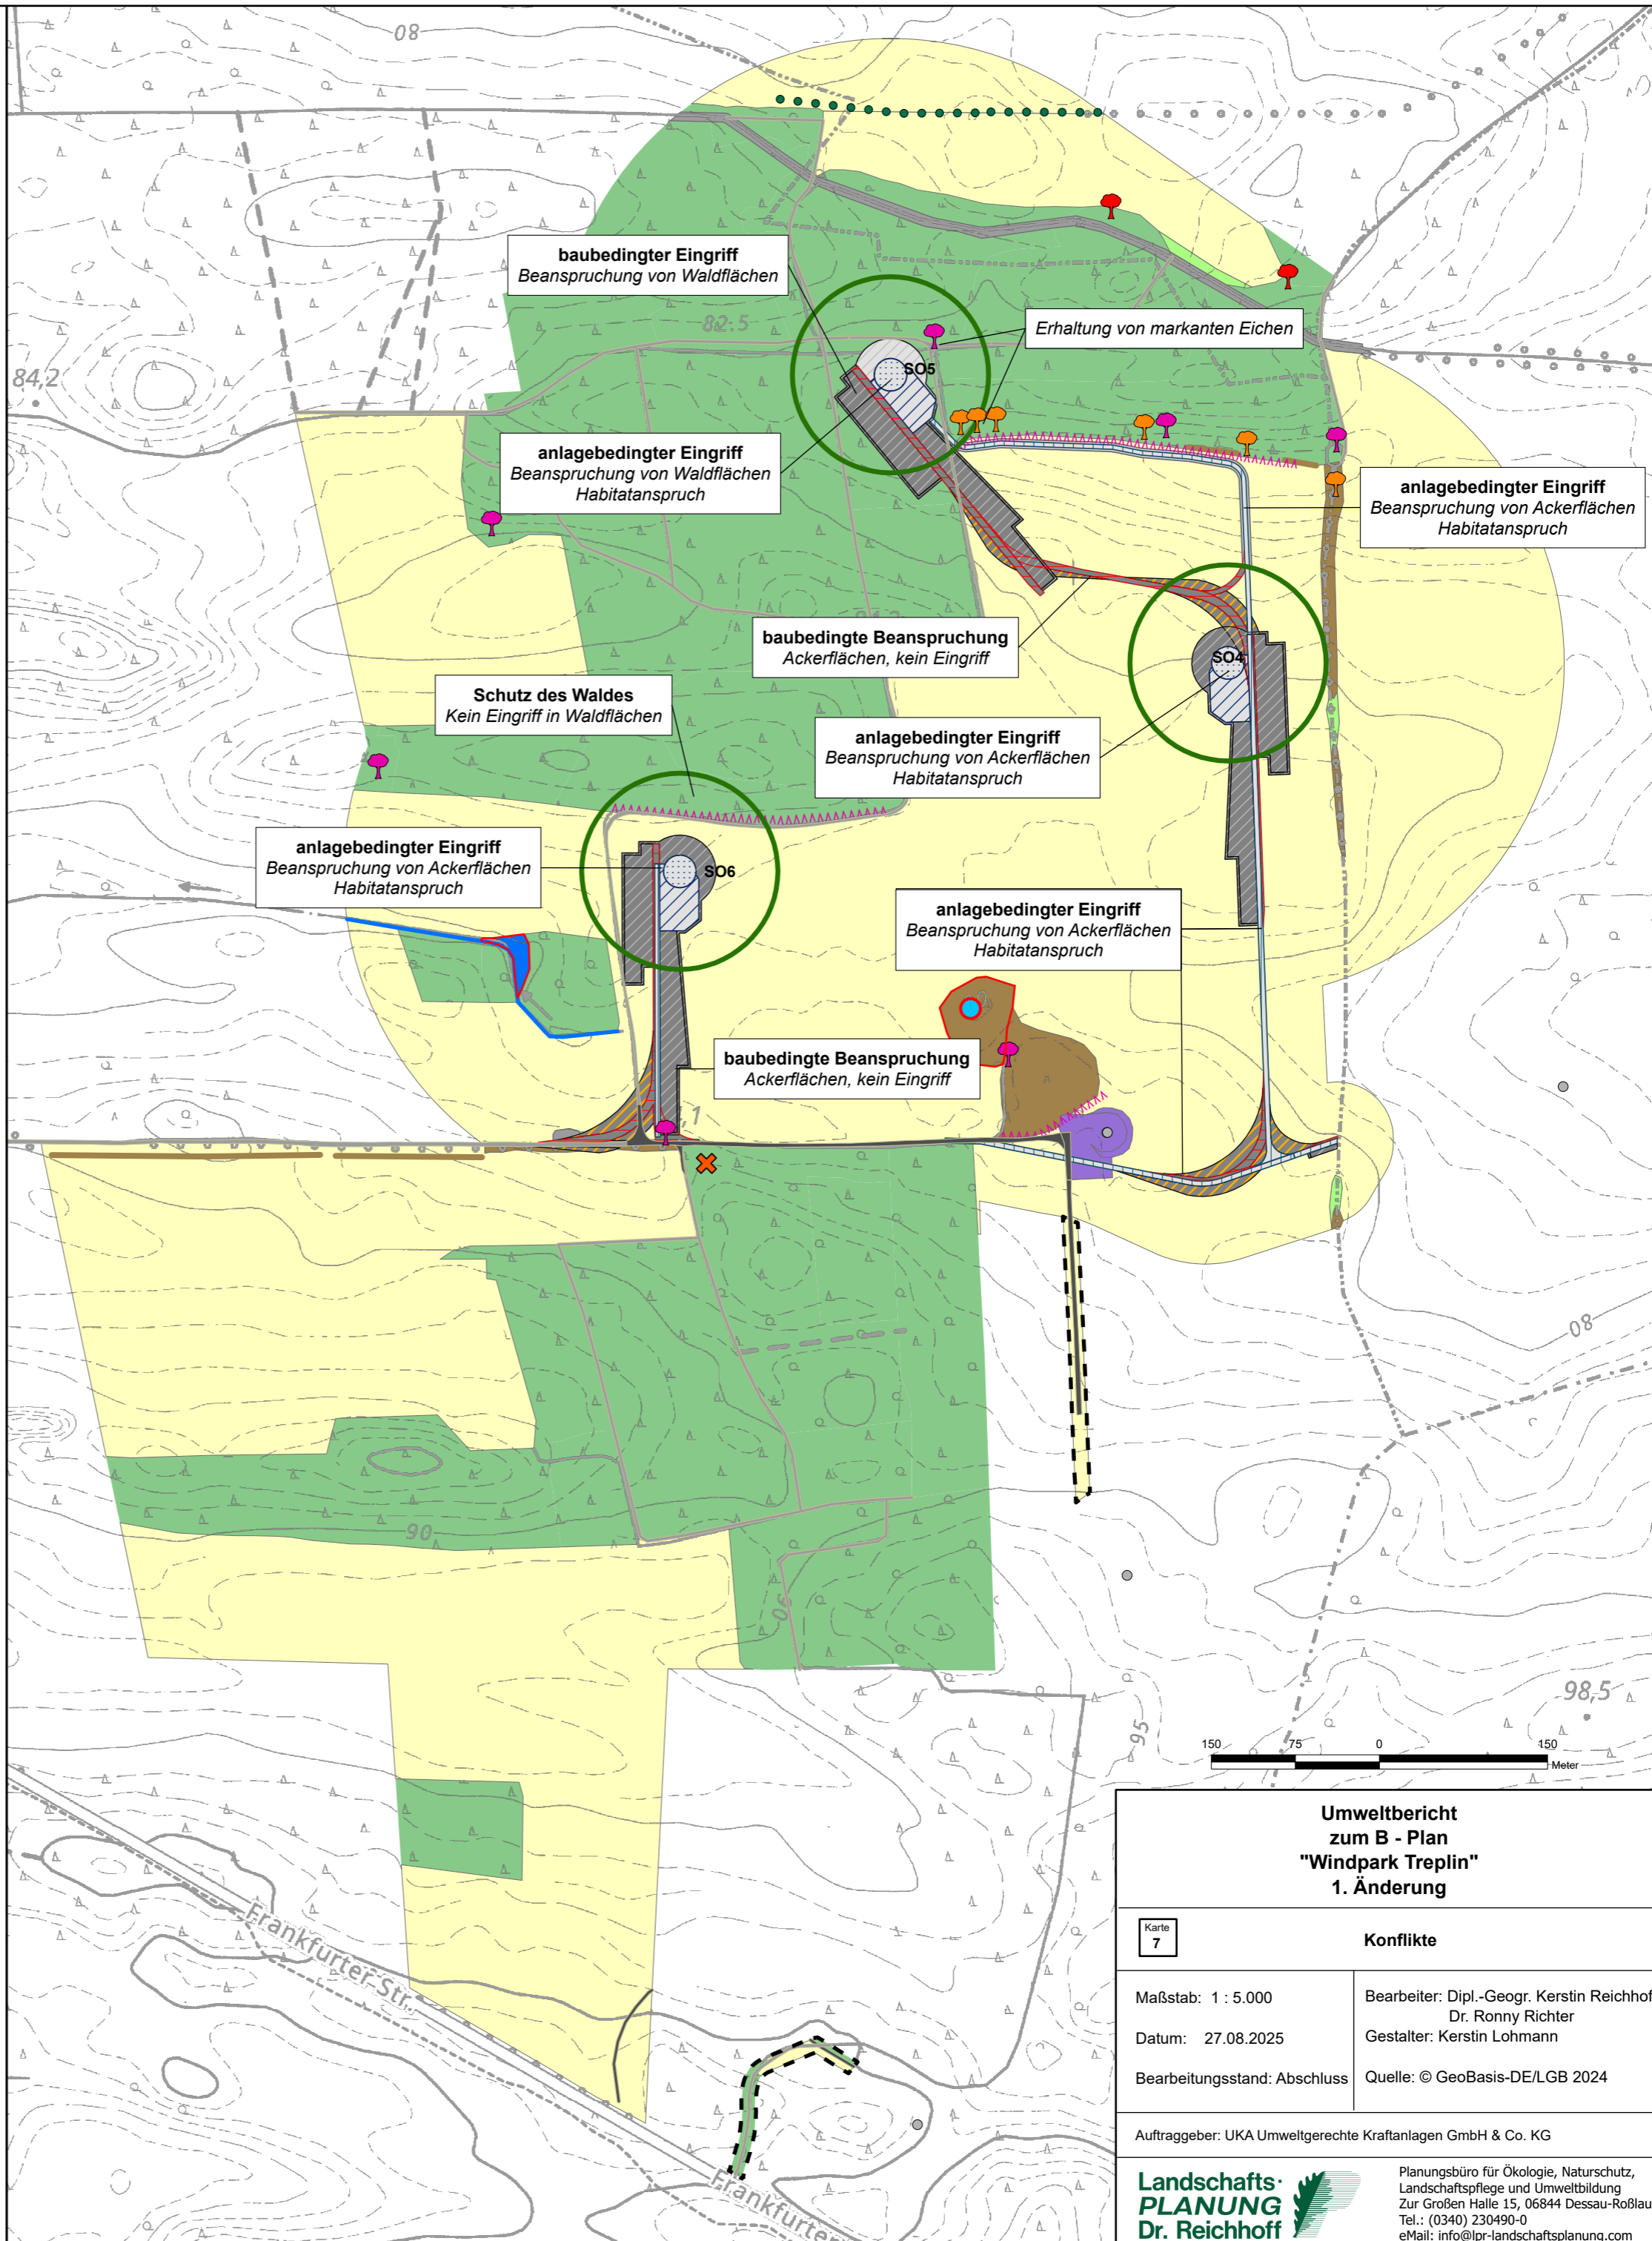 08
baubedingter Eingriff
Beanspruchung von Waldflächen
82.5
Erhaltung von markanten Eichen
84,2
SO5
anlagebedingter Eingriff
Beanspruchung von Waldflächen
Habitatanspruch
anlagebedingter Eingriff
Beanspruchung von Ackerflächen
Habitatanspruch
baubedingte Beanspruchung
Ackerflächen, kein Eingriff
SO4
Schutz des Waldes
Kein Eingriff in Waldflächen
anlagebedingter Eingriff
Beanspruchung von Ackerflächen
Habitatanspruch
anlagebedingter Eingriff
Beanspruchung von Ackerflächen
Habitatanspruch
SO6
anlagebedingter Eingriff
Beanspruchung von Ackerflächen
Habitatanspruch
baubedingte Beanspruchung
Ackerflächen, kein Eingriff
,1
08
90
90
98,5
95
150 75 0 150
Meter
Umweltbericht
zum B - Plan
"Windpark Treplin"
1. Änderung
Karte
7
Konflikte
Maßstab: 1 : 5.000
Datum: 27.08.2025
Bearbeitungsstand: Abschluss
Bearbeiter: Dipl.-Geogr. Kerstin Reichhof
Dr. Ronny Richter
Gestalter: Kerstin Lohmann
Quelle: © GeoBasis-DE/LGB 2024
Auftraggeber: UKA Umweltgerechte Kraftanlagen GmbH & Co. KG
Landschafts·
PLANUNG
Dr. Reichhoff
Planungsbüro für Ökologie, Naturschutz,
Landschaftspflege und Umweltbildung
Zur Großen Halle 15, 06844 Dessau-Roßlau
Tel.: (0340) 230490-0
eMail: info@lpr-landschaftsplanung.com
Frankfurter Str.
Frankfurter